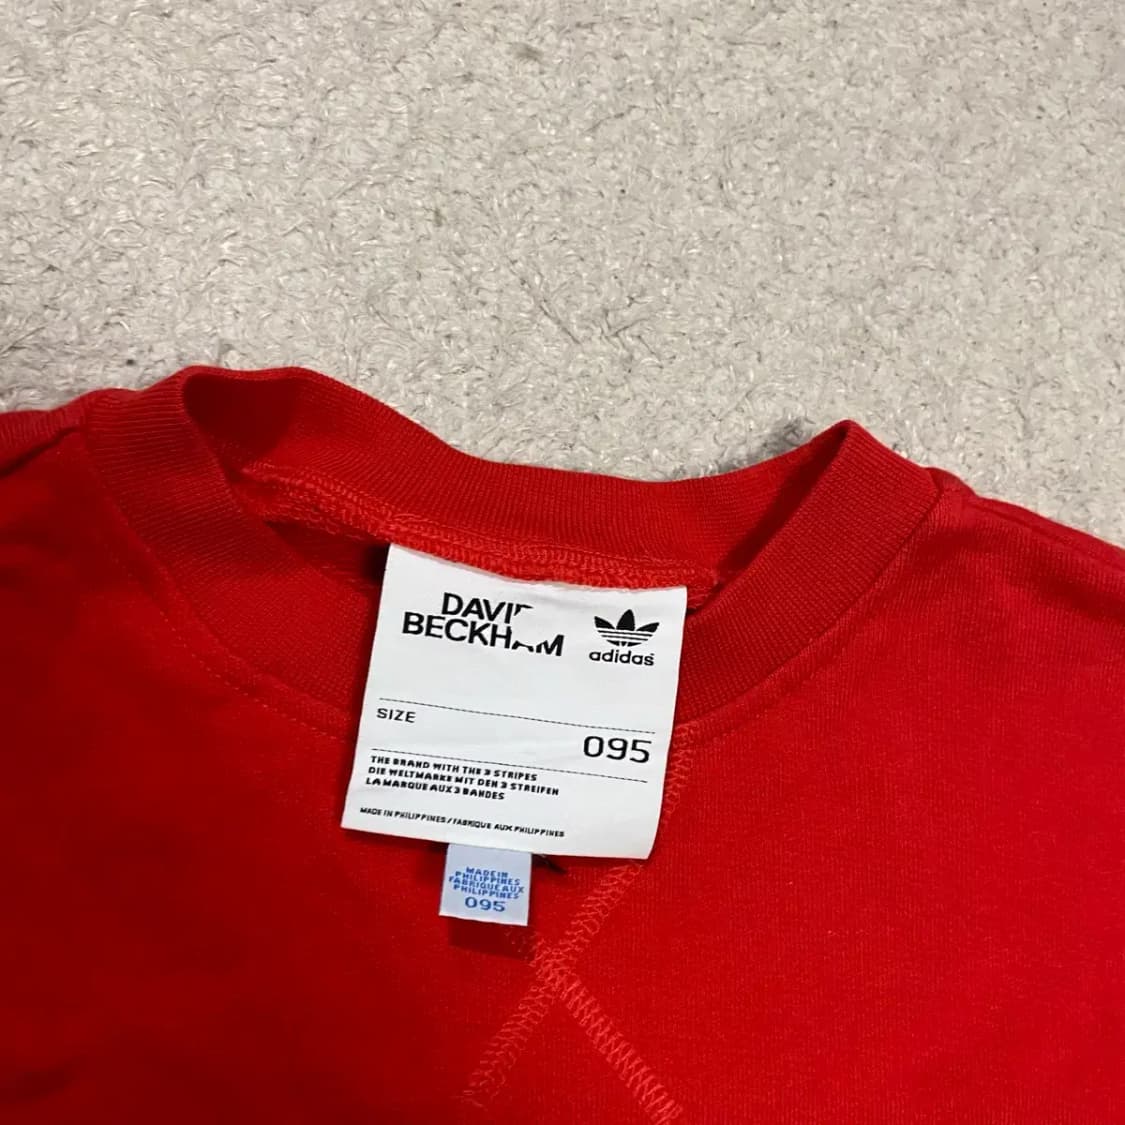 DAVID
BECKHAM
adidas
SIZE
095
THE BRAND WITH THE 3 STRIPES
DIE WELTMARKE MIT DEN 3 STREIFEN
LA MARQUE AUX 3 BANDES
MADE IN PHILIPPINES / FABRIQUE AUX PHILIPPINES
MADE IN
PHILIPPINES
FABRIQUE AUX
PHILIPPINES
095